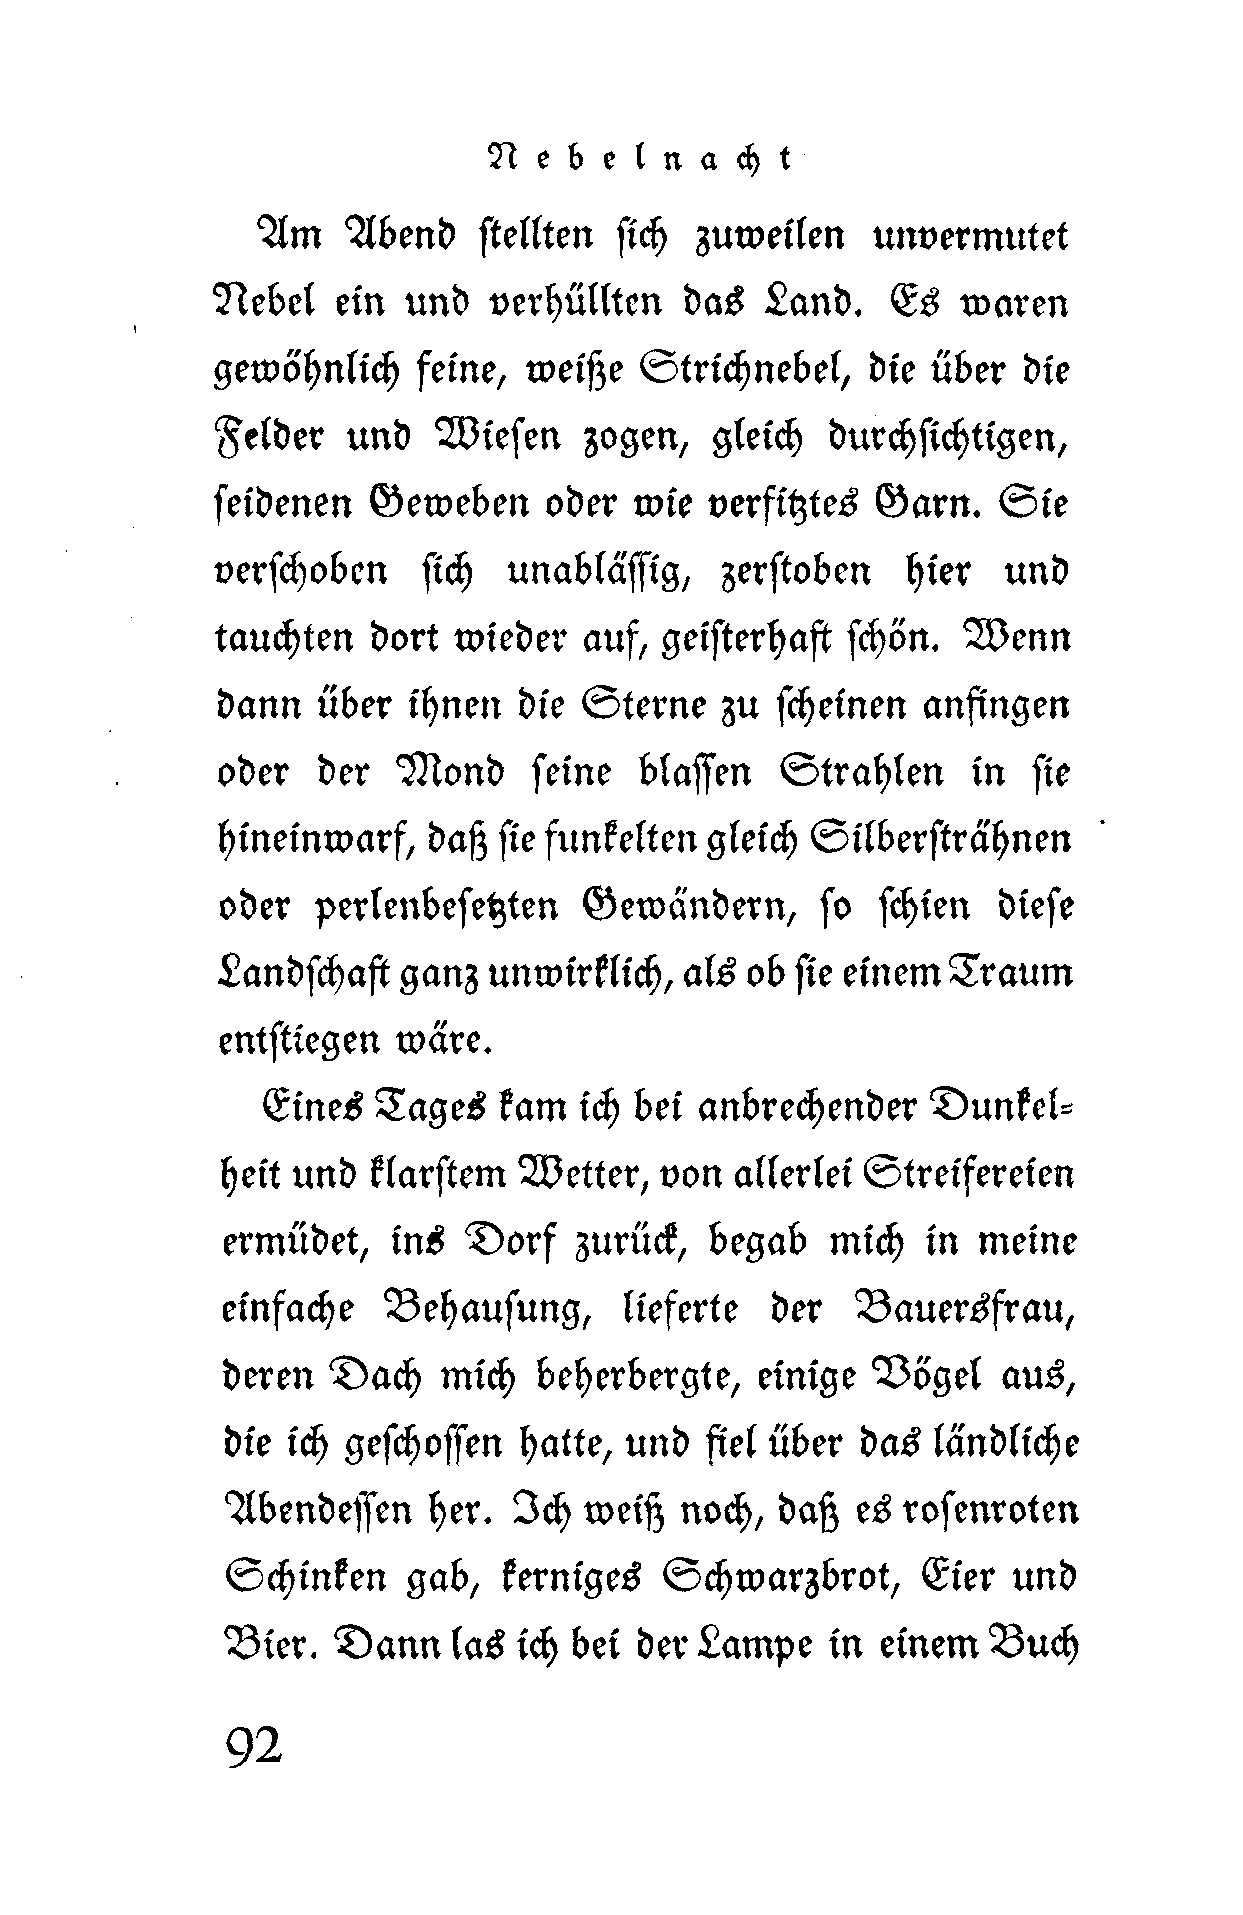 Nebelnacht
Am Abend ſtellten ſich zuweilen unvermutet
Nebel ein und verhüllten das Land. Es waren
gewöhnlich feine, weiße Strichnebel, die über die
Felder und Wieſen zogen, gleich durchſichtigen,
ſeidenen Geweben oder wie verfitztes Garn. Sie
verſchoben ſich unabläſſig, zerſtoben hier und
tauchten dort wieder auf, geiſterhaft ſchön. Wenn
dann über ihnen die Sterne zu ſcheinen anfingen
oder der Mond ſeine blaſſen Strahlen in ſie
hineinwarf, daß ſie funkelten gleich Silberſträhnen
oder perlenbeſetzten Gewändern, ſo ſchien dieſe
Landſchaft ganz unwirklich, als ob ſie einem Traum
entſtiegen wäre.
Eines Tages kam ich bei anbrechender Dunkel⸗
heit und klarſtem Wetter, von allerlei Streifereien
ermüdet, ins Dorf zurück, begab mich in meine
einfache Behauſung, lieferte der Bauersfrau,
deren Dach mich beherbergte, einige Vögel aus,
die ich geſchoſſen hatte, und fiel über das ländliche
Abendeſſen her. Ich weiß noch, daß es roſenroten
Schinken gab, kerniges Schwarzbrot, Eier und
Bier. Dann las ich bei der Lampe in einem Buch
92